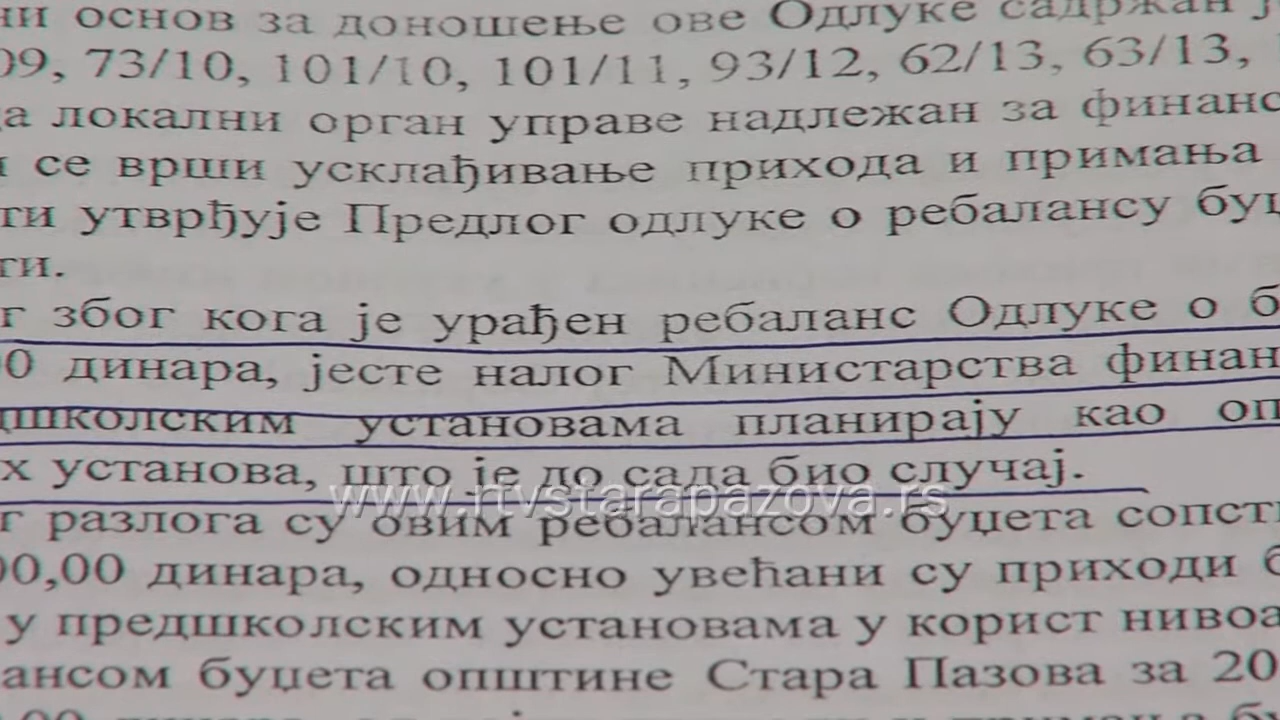 ни основ за доношење ове Одлуке садржан ј
09, 73/10, 101/10, 101/11, 93/12, 62/13, 63/13,
да локални орган управе надлежан за финанс
и се врши усклађивање прихода и примања
ти утврђује Предлог одлуке о ребалансу буџ
ти.
г због кога је урађен ребаланс Одлуке о б
00 динара, јесте налог Министарства финан
дшколским установама планирају као оп
х установа, што је до сада био случај.
www.rtvstarapazova.rs
г разлога су овим ребалансом буџета сопст
00,00 динара, односно увећани су приходи б
у предшколским установама у корист нивоа
ансом буџета општине Стара Пазова за 20